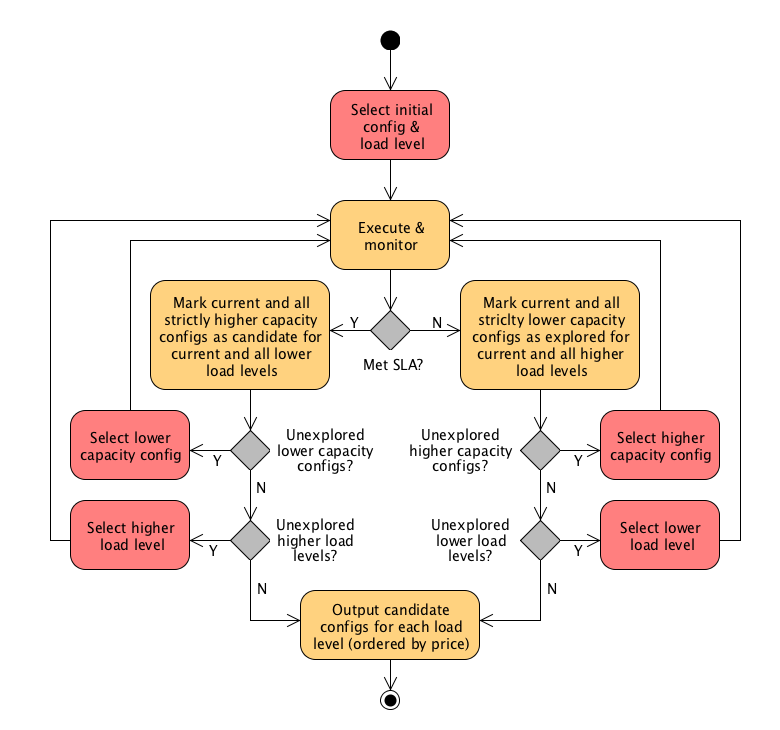 Select initial
config &
load level
Execute &
monitor
Mark current and all
strictly higher capacity
configs as candidate for
current and all lower
load levels
Y
N
Met SLA?
Mark current and all
striclty lower capacity
configs as explored for
current and all higher
load levels
Select lower
capacity config
Y
Unexplored
lower capacity
configs?
N
Unexplored
higher capacity
configs?
Y
N
Select higher
capacity config
Select higher
load level
Y
Unexplored
higher load
levels?
N
Unexplored
lower load
levels?
Y
N
Select lower
load level
Output candidate
configs for each load
level (ordered by price)